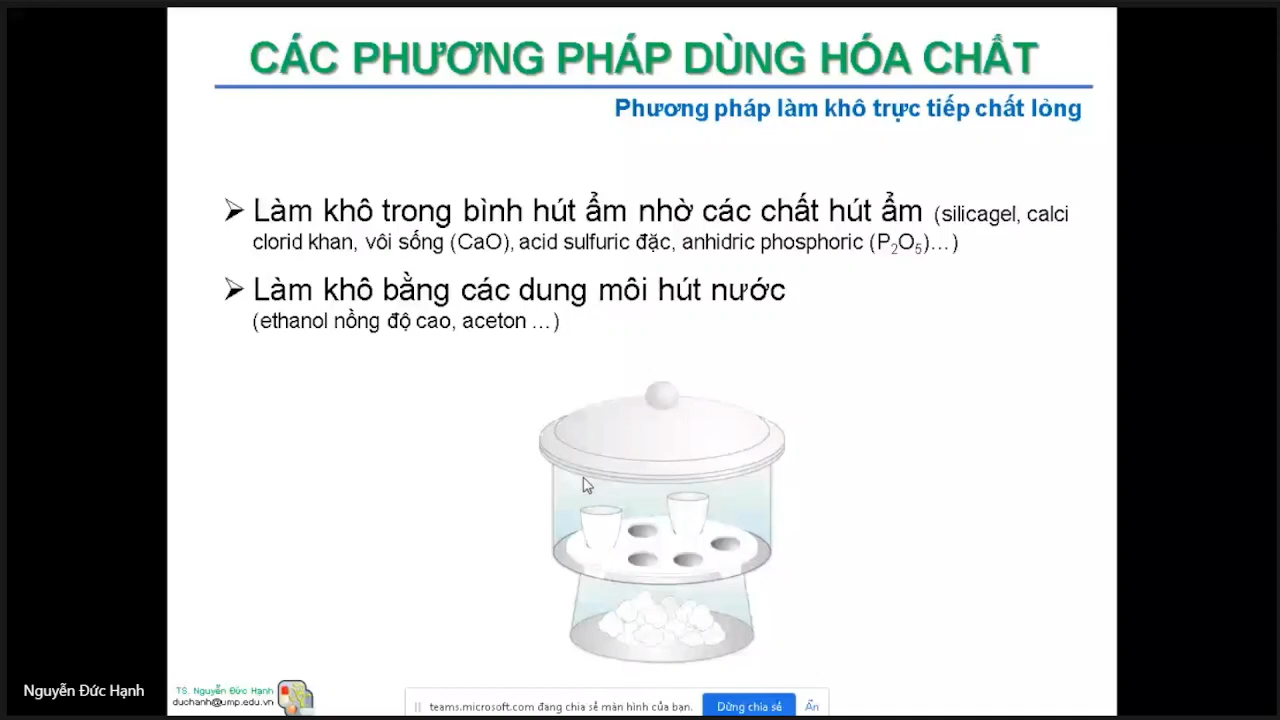 CÁC PHƯƠNG PHÁP DÙNG HÓA CHẤT
Phương pháp làm khô trực tiếp chất lỏng
➢ Làm khô trong bình hút ẩm nhờ các chất hút ẩm (silicagel, calci
clorid khan, vôi sống (CaO), acid sulfuric đặc, anhidric phosphoric (P₂O₅)…)
➢ Làm khô bằng các dung môi hút nước
(ethanol nồng độ cao, aceton …)
Nguyễn Đức Hạnh
TS. Nguyễn Đức Hạnh
duchanh@ump.edu.vn
teams.microsoft.com đang chia sẻ màn hình của bạn.
Dừng chia sẻ
Ẩn